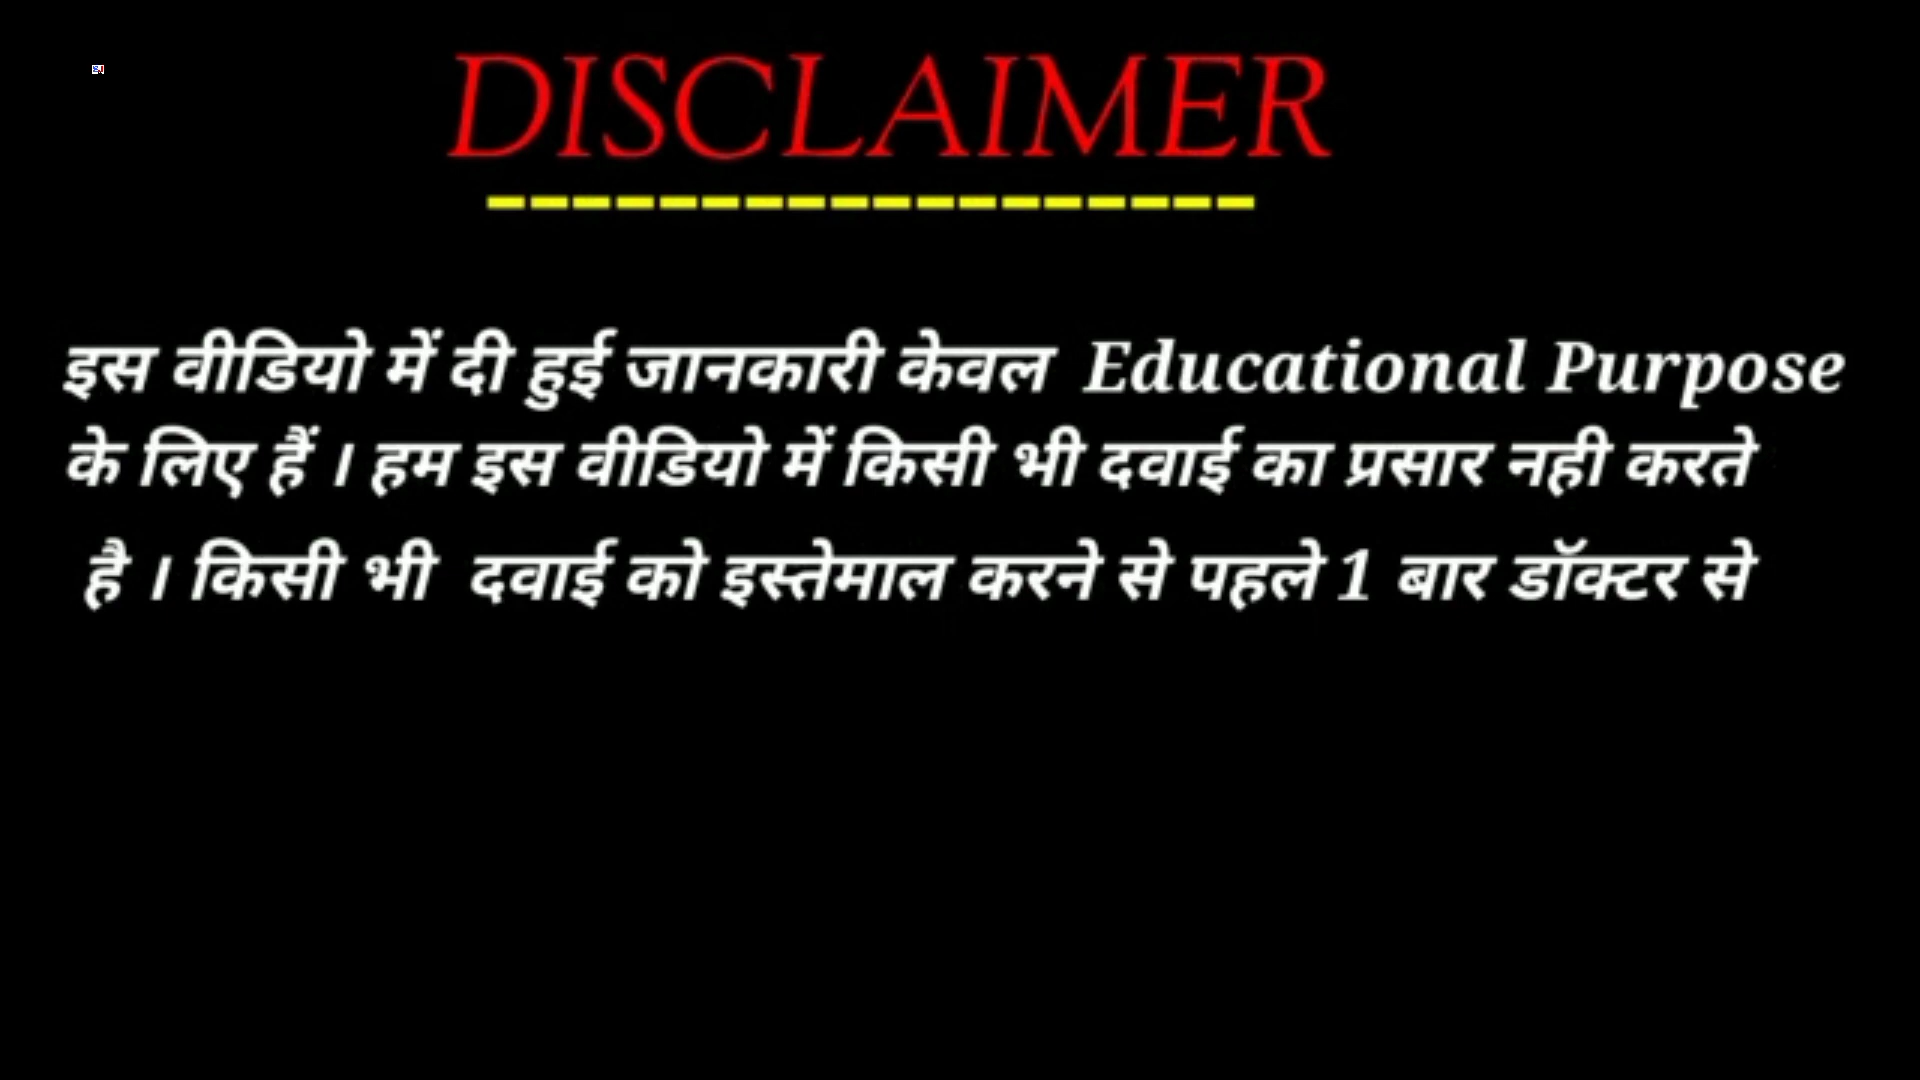 DISCLAIMER
इस वीडियो में दी हुई जानकारी केवल Educational Purpose
के लिए हैं । हम इस वीडियो में किसी भी दवाई का प्रसार नही करते
है । किसी भी दवाई को इस्तेमाल करने से पहले 1 बार डॉक्टर से